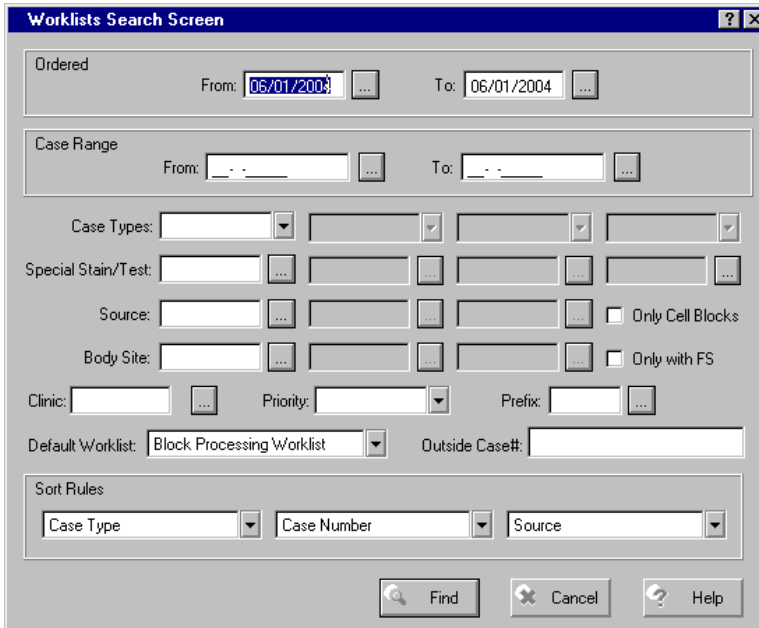 Worklists Search Screen
Ordered
From: 06/01/2004 ... To: 06/01/2004 ...
Case Range
From: __-_-_____ ... To: __-_-_____ ...
Case Types:
Special Stain/Test: ... ... ... ...
Source: ... ... ... Only Cell Blocks
Body Site: ... ... ... Only with FS
Clinic: ... Priority: Prefix: ...
Default Worklist: Block Processing Worklist Outside Case#:
Sort Rules
Case Type Case Number Source
Find Cancel Help